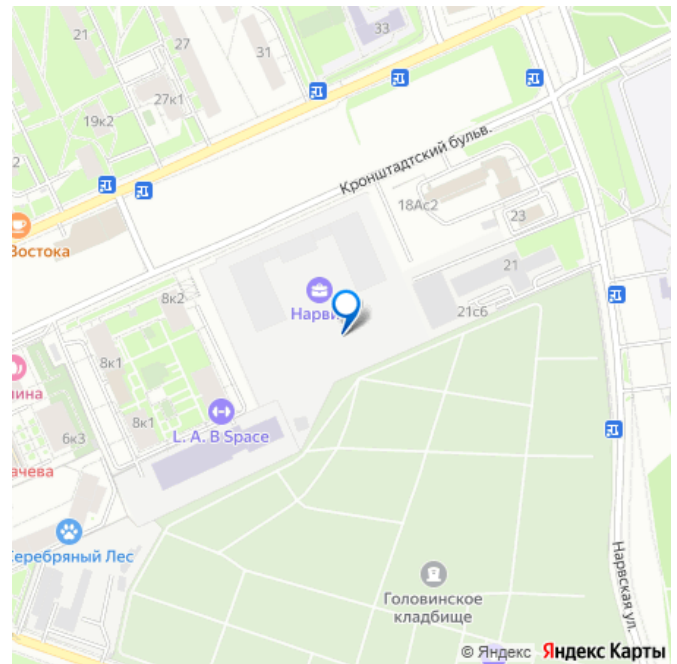 21
27
31
33
27к1
19к2
2
Кронштадтский бульв.
18Ас2
23
Востока
21
8к2
Нарви
21с6
8к1
ина
L. A. B Space
8к1
6к3
ачева
Серебряный Лес
Нарвская ул.
Головинское
кладбище
© Яндекс Яндекс Карты